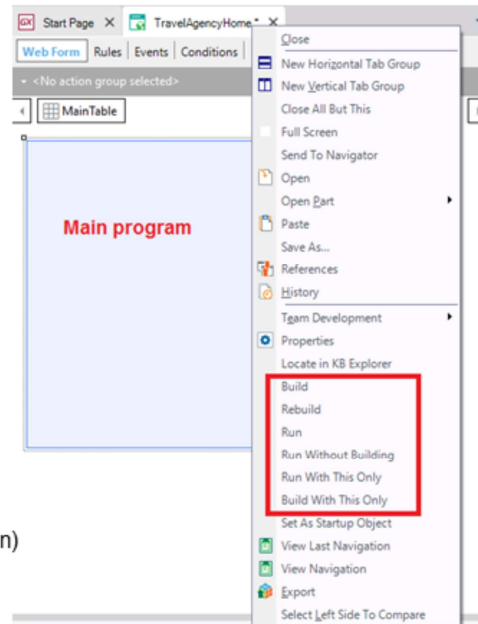 Start Page
TravelAgencyHome *
Web Form Rules Events Conditions
<No action group selected>
MainTable
Main program
n)
Close
New Horizontal Tab Group
New Vertical Tab Group
Close All But This
Full Screen
Send To Navigator
Open
Open Part
Paste
Save As...
References
History
Team Development
Properties
Locate in KB Explorer
Build
Rebuild
Run
Run Without Building
Run With This Only
Build With This Only
Set As Startup Object
View Last Navigation
View Navigation
Export
Select Left Side To Compare